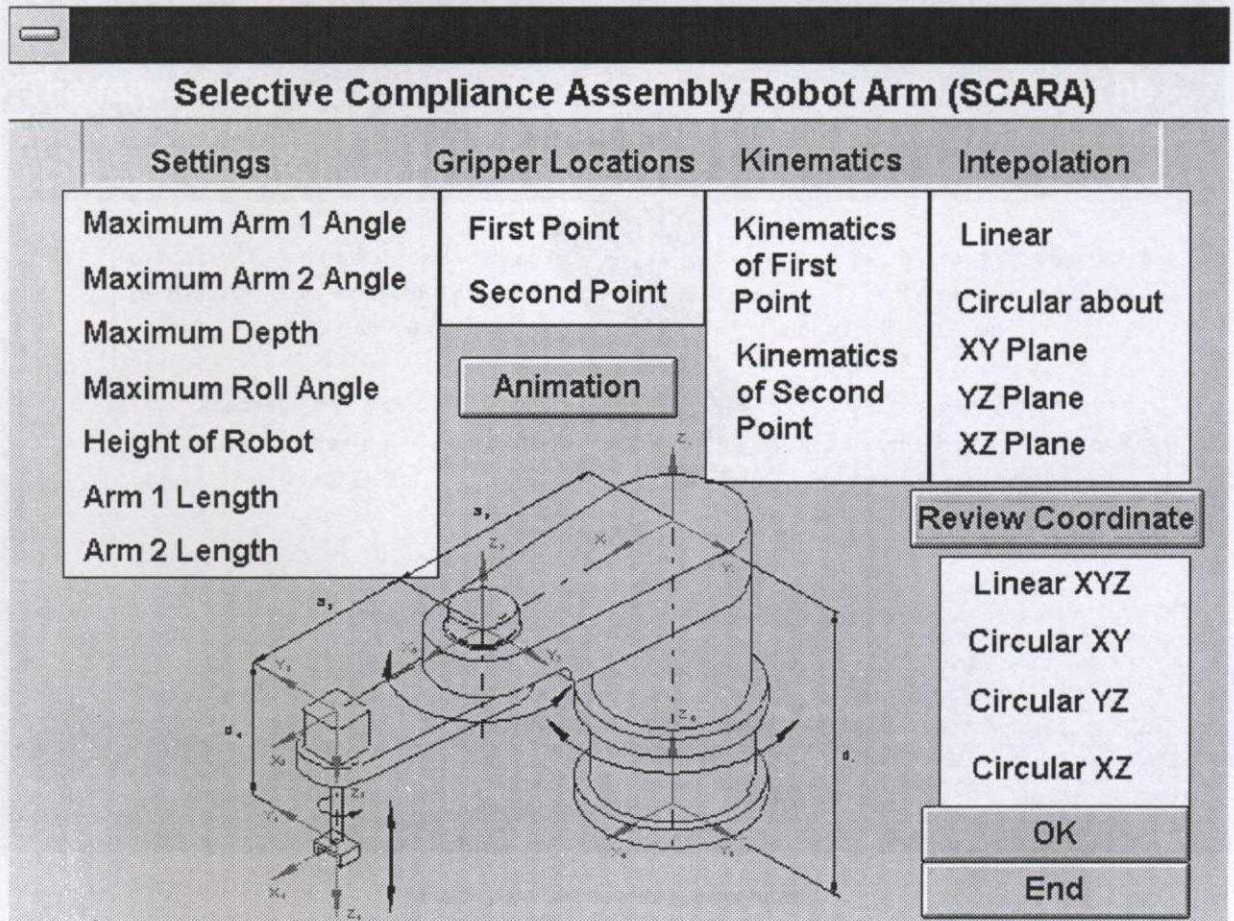 Selective Compliance Assembly Robot Arm (SCARA)
Settings
Gripper Locations
Kinematics
Intepolation
Maximum Arm 1 Angle
Maximum Arm 2 Angle
Maximum Depth
Maximum Roll Angle
Height of Robot
Arm 1 Length
Arm 2 Length
First Point
Second Point
Animation
Kinematics
of First
Point
Kinematics
of Second
Point
Linear
Circular about
XY Plane
YZ Plane
XZ Plane
Review Coordinate
Linear XYZ
Circular XY
Circular YZ
Circular XZ
OK
End